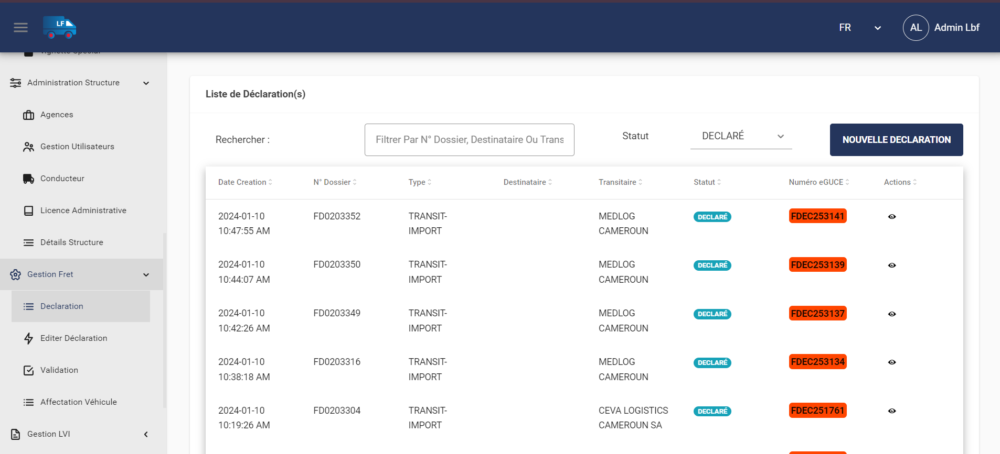 LF
FR
AL
Admin Lbf
Vignette Spécial
Administration Structure
Agences
Gestion Utilisateurs
Conducteur
Licence Administrative
Détails Structure
Gestion Fret
Declaration
Editer Déclaration
Validation
Affectation Véhicule
Gestion LVI
Liste de Déclaration(s)
Rechercher :
Filtrer Par N° Dossier, Destinataire Ou Trans
Statut
DECLARÉ
NOUVELLE DECLARATION
Date Creation N° Dossier Type Destinataire Transitaire Statut Numéro eGUCE Actions
2024-01-10 FD0203352 TRANSIT- MEDLOG DECLARÉ FDEC253141
10:47:55 AM IMPORT CAMEROUN
2024-01-10 FD0203350 TRANSIT- MEDLOG DECLARÉ FDEC253139
10:44:07 AM IMPORT CAMEROUN
2024-01-10 FD0203349 TRANSIT- MEDLOG DECLARÉ FDEC253137
10:42:26 AM IMPORT CAMEROUN
2024-01-10 FD0203316 TRANSIT- MEDLOG DECLARÉ FDEC253134
10:38:18 AM IMPORT CAMEROUN
2024-01-10 FD0203304 TRANSIT- CEVA LOGISTICS DECLARÉ FDEC251761
10:19:26 AM IMPORT CAMEROUN SA